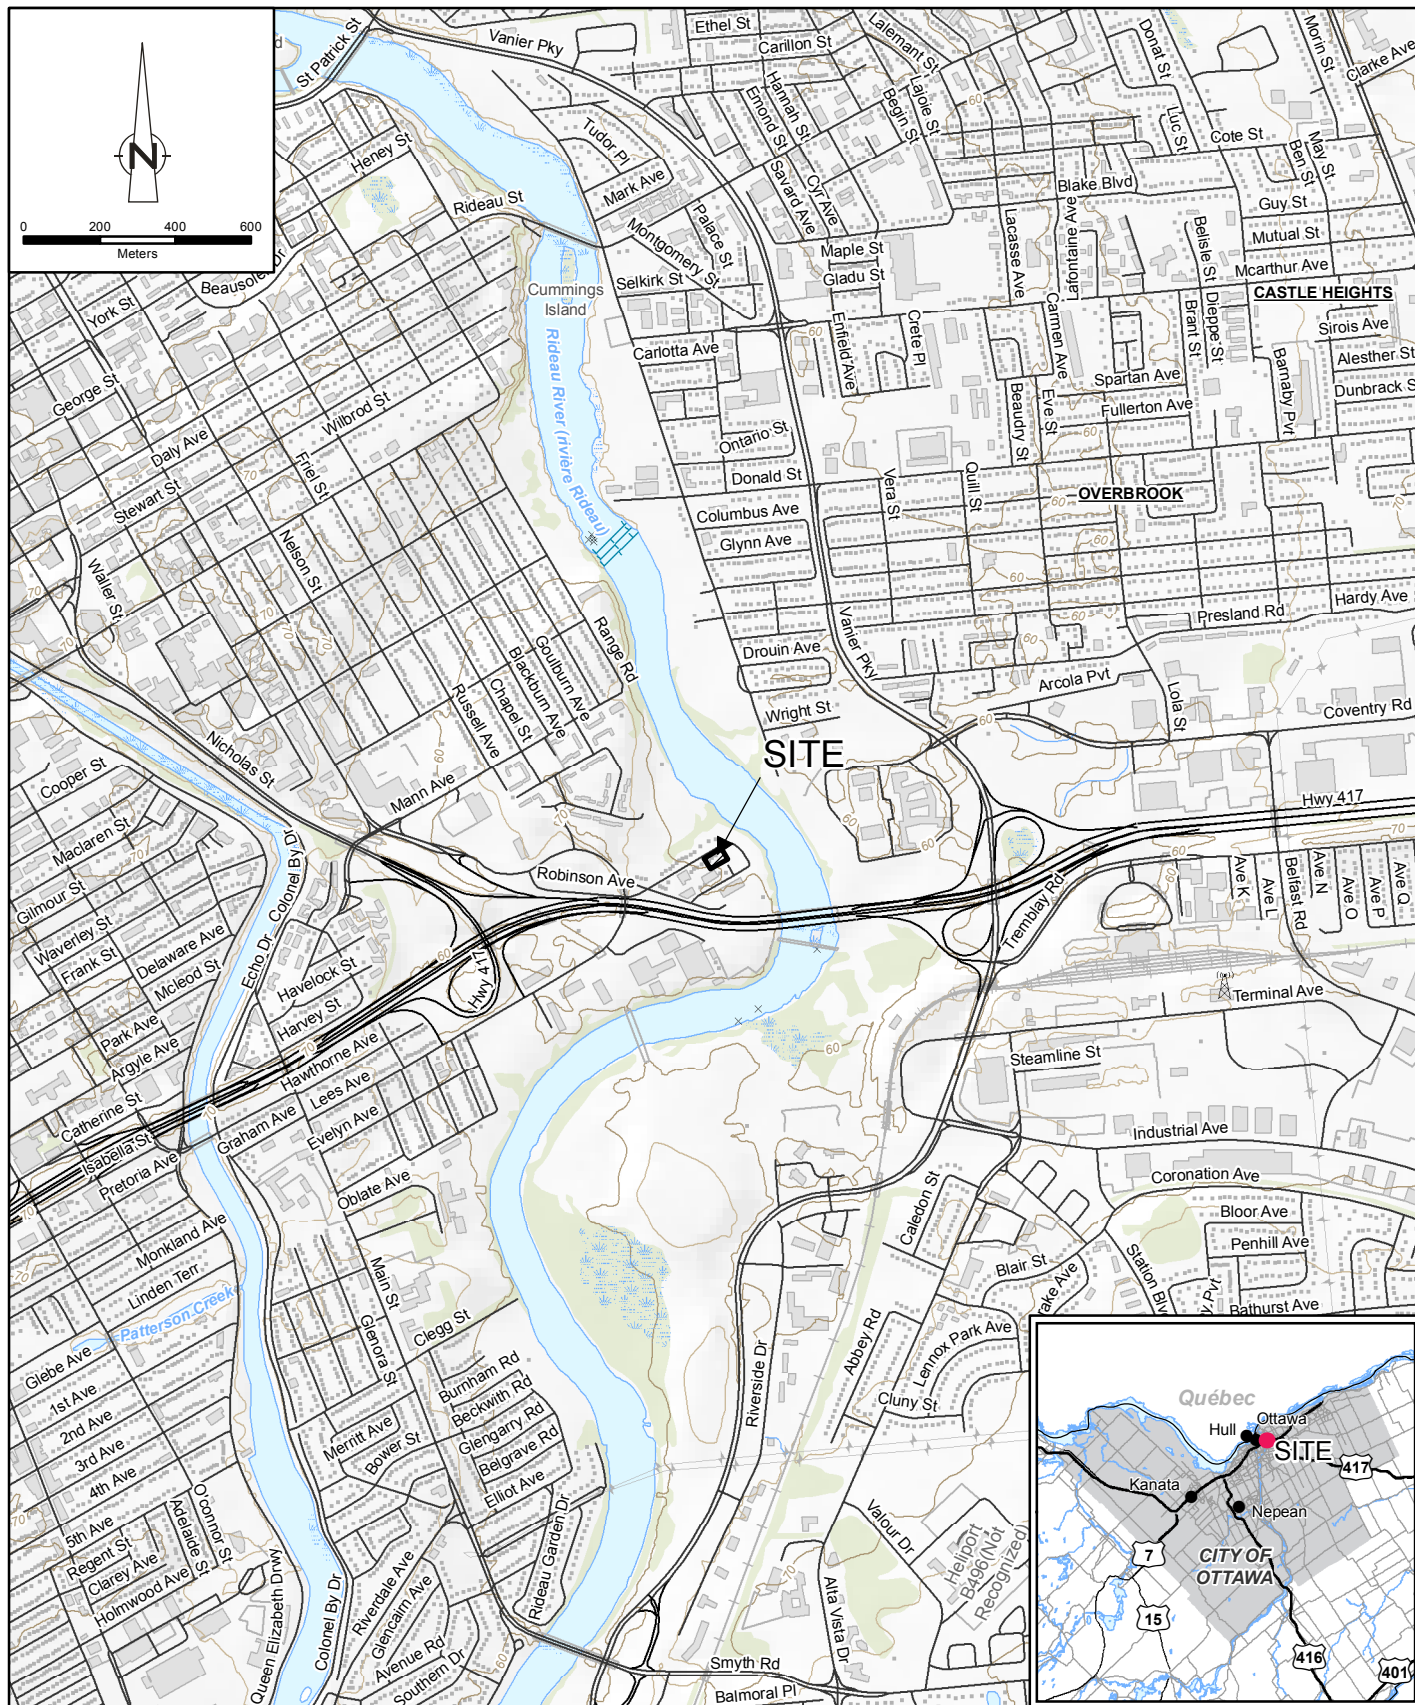 N
0 200 400 600
Meters
St Patrick St
Vanier Pky
Ethel St
Carillon St
Lalemant St
Donat St
Morin St
Clarke Ave
Hannah St
Emond St
Begin St
Lajoie St
Luc St
Cote St
May St
Ben St
Tudor Pl
Heney St
Mark Ave
Savard Ave
Cyr Ave
Blake Blvd
Guy St
Rideau St
Palace St
Montgomery St
Maple St
Gladu St
Lacasse Ave
Lafontaine Ave
Belisle St
Mutual St
Mcarthur Ave
CASTLE HEIGHTS
Beausoleil Dr
York St
Selkirk St
Cummings
Island
Rideau River (rivière Rideau)
Carlotta Ave
Enfield Ave
Crete Pl
Carmen Ave
Brant St
Dieppe St
Sirois Ave
Alesther St
Dunbrack S
Barnaby Pvt
George St
Daly Ave
Wilbrod St
Stewart St
Friel St
Nelson St
Waller St
Ontario St
Donald St
Columbus Ave
Glynn Ave
Vera St
Quill St
Beaudry St
Eve St
Spartan Ave
Fullerton Ave
OVERBROOK
Presland Rd
Hardy Ave
Drouin Ave
Vanier Pky
Arcola Pvt
Lola St
Coventry Rd
Wright St
Range Rd
Goulburn Ave
Blackburn Ave
Chapel St
Russell Ave
Mann Ave
Nicholas St
SITE
Robinson Ave
Hwy 417
Hwy 417
Tremblay Rd
Ave K
Ave L
Belfast Rd
Ave N
Ave O
Ave P
Ave Q
Terminal Ave
Steamline St
Industrial Ave
Coronation Ave
Bloor Ave
Penhill Ave
Bathurst Ave
Station Blv
y Pvt
Cooper St
Maclaren St
Gilmour St
Waverley St
Frank St
Delaware Ave
Mcleod St
Park Ave
Argyle Ave
Catherine St
Isabella St
Pretoria Ave
Echo Dr
Colonel By Dr
Havelock St
Harvey St
Hawthorne Ave
Graham Ave
Lees Ave
Evelyn Ave
Oblate Ave
Monkland Ave
Linden Terr
Patterson Creek
Glebe Ave
1st Ave
2nd Ave
3rd Ave
4th Ave
5th Ave
Regent St
Clarey Ave
Holmwood Ave
Adelaide St
O'connor St
Queen Elizabeth Drwy
Colonel By Dr
Main St
Glenora St
Clegg St
Merritt Ave
Bower St
Burnham Rd
Beckwith Rd
Glengarry Rd
Belgrave Rd
Elliot Ave
Rideau Garden Dr
Riverdale Ave
Glencairn Ave
Avenue Rd
Southern Dr
Riverside Dr
Caledon St
Blair St
rake Ave
Abbey Rd
Lennox Park Ave
Cluny St
Valour Dr
Alta Vista Dr
Smyth Rd
Balmoral Pl
Heliport
B496(Not
Recognized)
Québec
Hull
Ottawa
SITE
Kanata
Nepean
417
7
15
416
401
CITY OF
OTTAWA